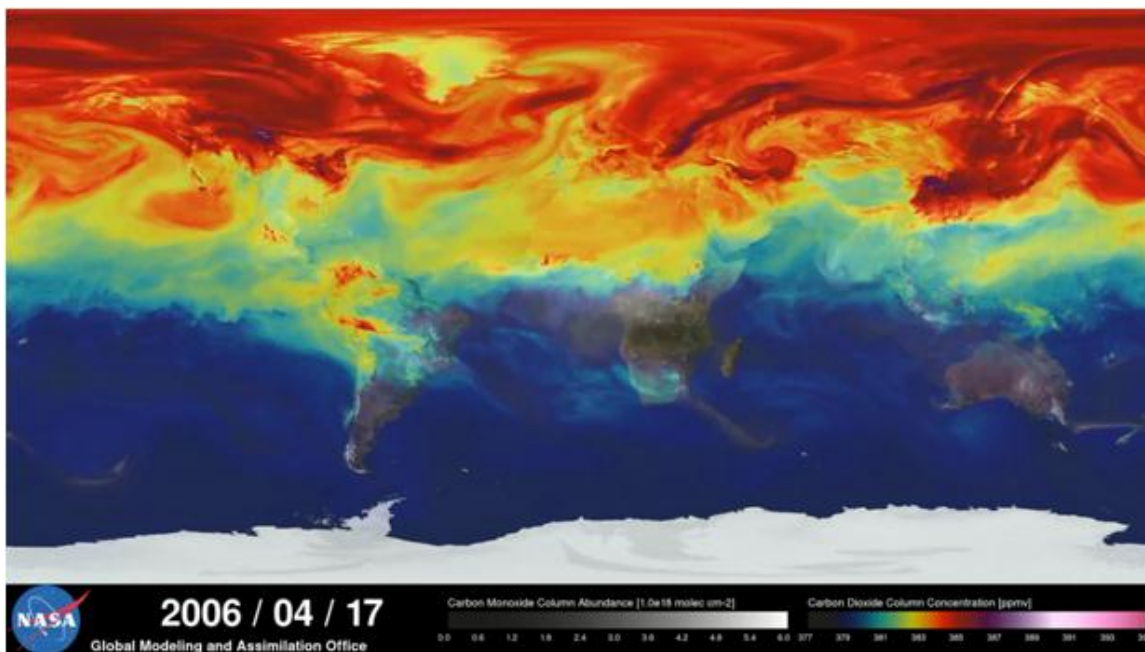 NASA
2006 / 04 / 17
Global Modeling and Assimilation Office
Carbon Monoxide Column Abundance [1.0e18 molec cm-2]
0.0 0.6 1.2 1.8 2.4 3.0 3.6 4.2 4.8 5.4 6.0
Carbon Dioxide Column Concentration [ppmv]
377 379 381 383 385 387 389 391 393